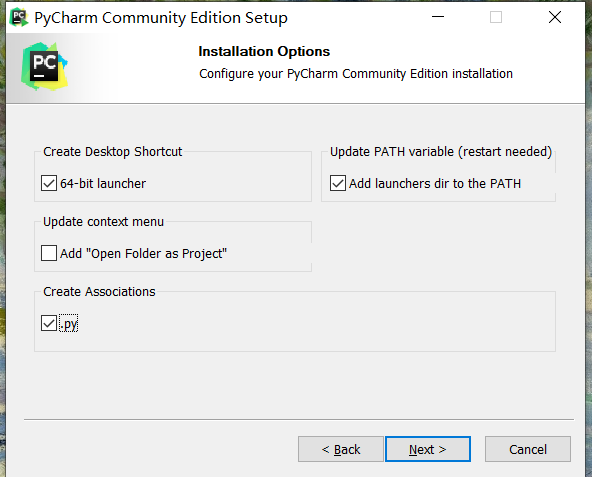 PyCharm Community Edition Setup
PC
Installation Options
Configure your PyCharm Community Edition installation
Create Desktop Shortcut
64-bit launcher
Update PATH variable (restart needed)
Add launchers dir to the PATH
Update context menu
Add "Open Folder as Project"
Create Associations
.py
< Back
Next >
Cancel